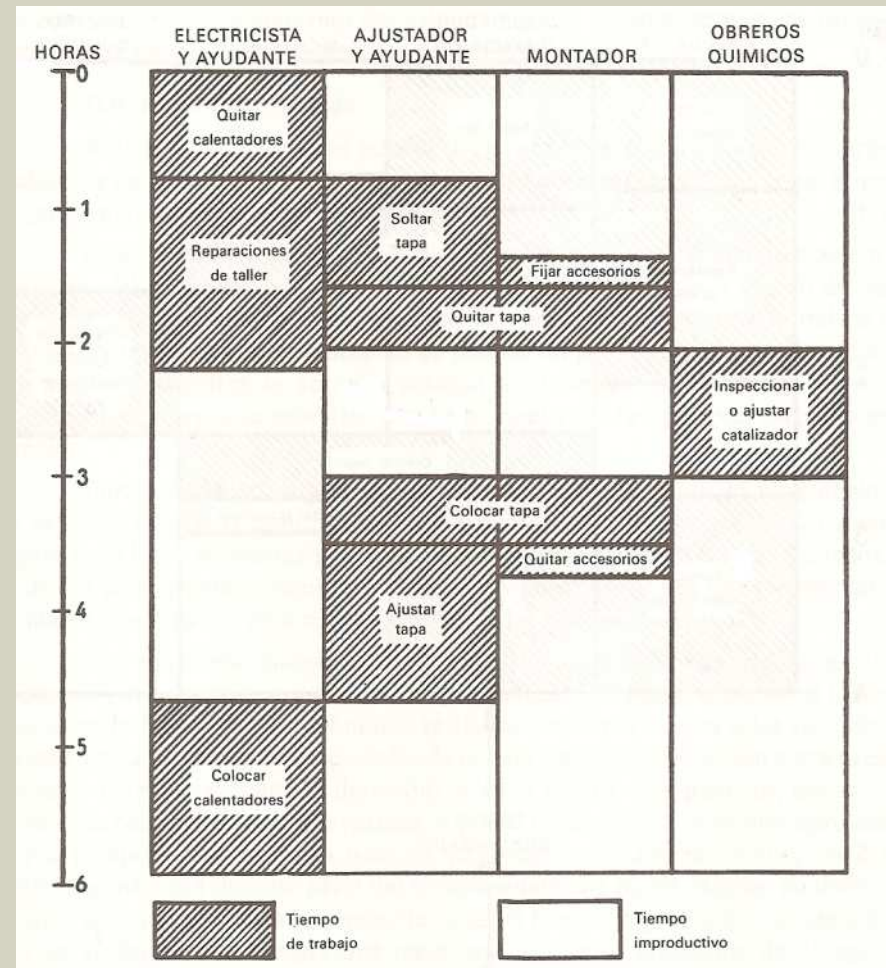 HORAS
ELECTRICISTA
Y AYUDANTE
AJUSTADOR
Y AYUDANTE
MONTADOR
OBREROS
QUIMICOS
0
1
2
3
4
5
6
Quitar
calentadores
Reparaciones
de taller
Soltar
tapa
Fijar accesorios
Quitar tapa
Inspeccionar
o ajustar
catalizador
Colocar tapa
Quitar accesorios
Ajustar
tapa
Colocar
calentadores
Tiempo
de trabajo
Tiempo
improductivo